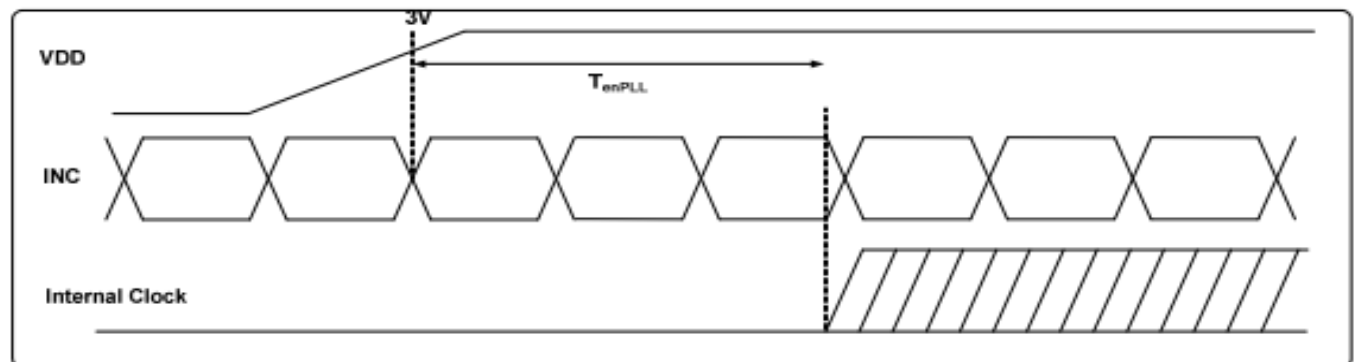 3V
VDD
TenPLL
INC
Internal Clock